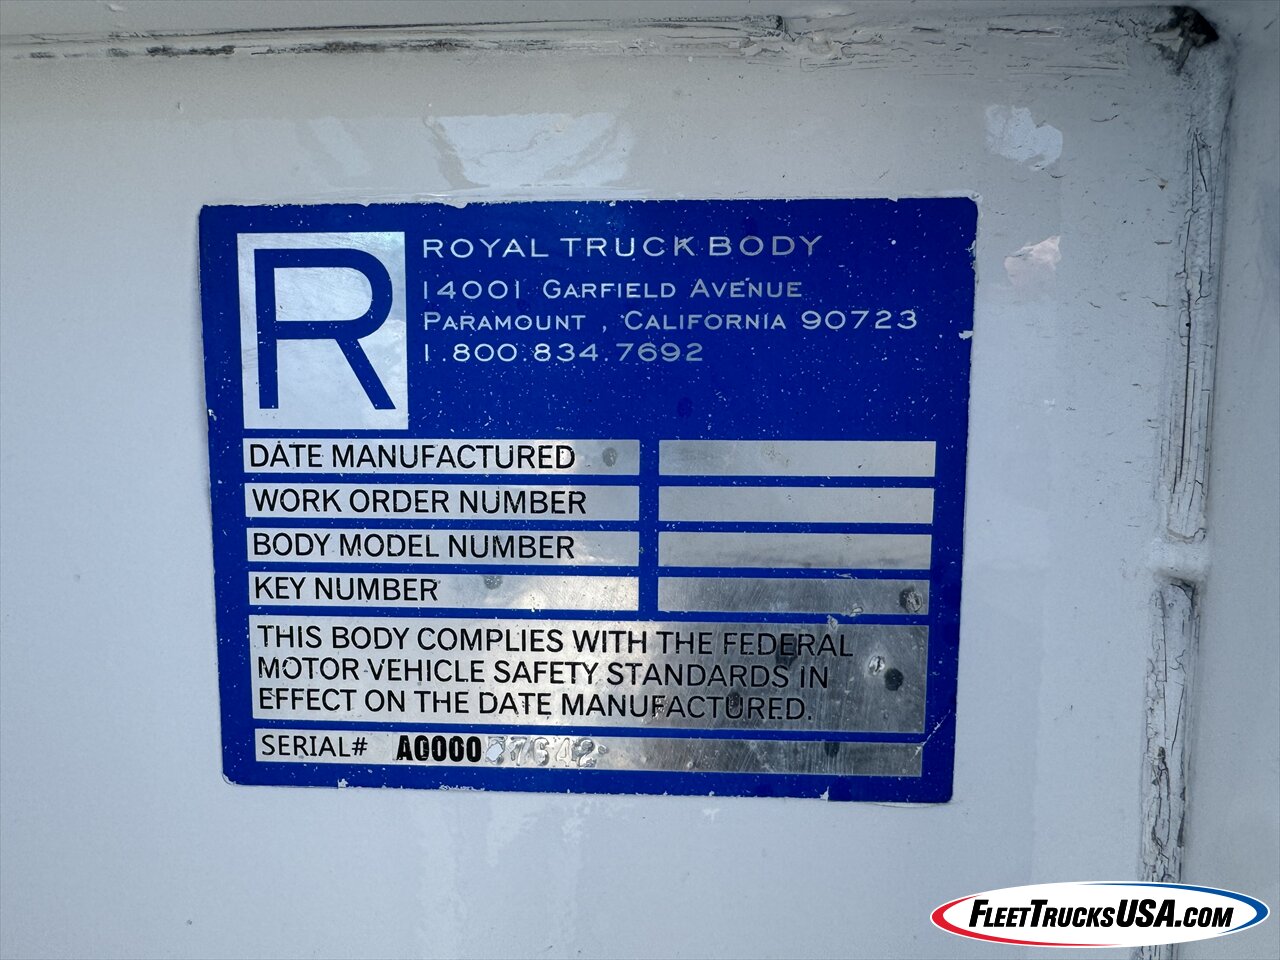 R
ROYAL TRUCK BODY
14001 GARFIELD AVENUE
PARAMOUNT , CALIFORNIA 90723
1.800.834.7692
DATE MANUFACTURED
WORK ORDER NUMBER
BODY MODEL NUMBER
KEY NUMBER
THIS BODY COMPLIES WITH THE FEDERAL
MOTOR VEHICLE SAFETY STANDARDS IN
EFFECT ON THE DATE MANUFACTURED.
SERIAL#
FLEETTRUCKSUSA.COM